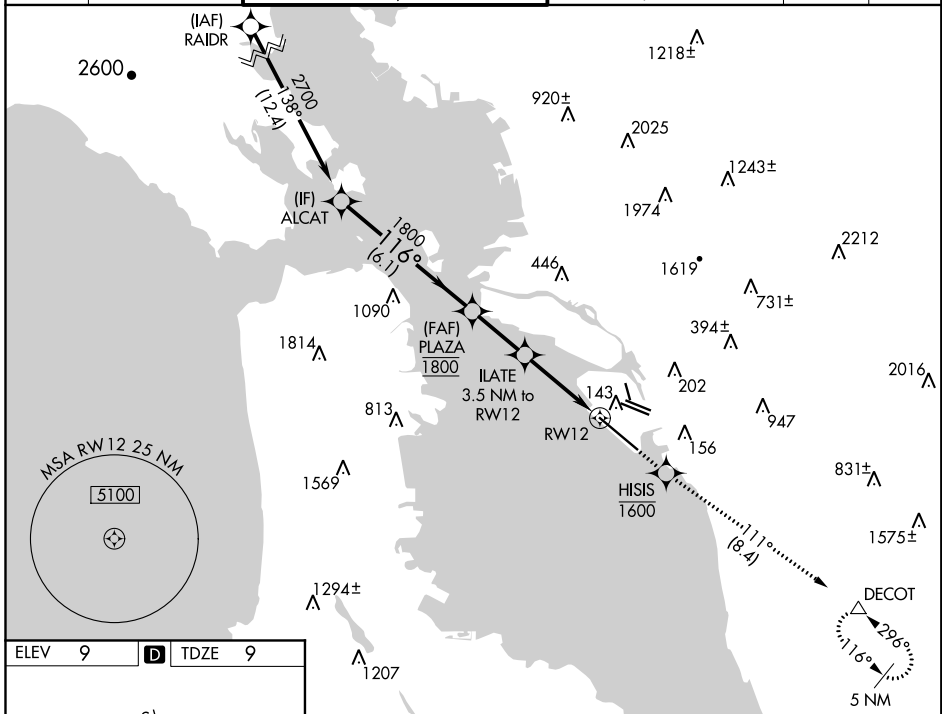 (IAF)
RAIDR
2600
2700
138°
(12.4)
1218±
920±
2025
1243±
1974
(IF)
ALCAT
1800
116°
(6.1)
2212
446
1619
731±
1090
(FAF)
PLAZA
1800
394±
1814
ILATE
3.5 NM to
RW12
2016
202
143
813
RW12
947
156
MSA RW12 25 NM
5100
1569
HISIS
1600
831±
111°
(8.4)
1575±
1294±
DECOT
296°
116°
5 NM
ELEV 9
D
TDZE 9
1207